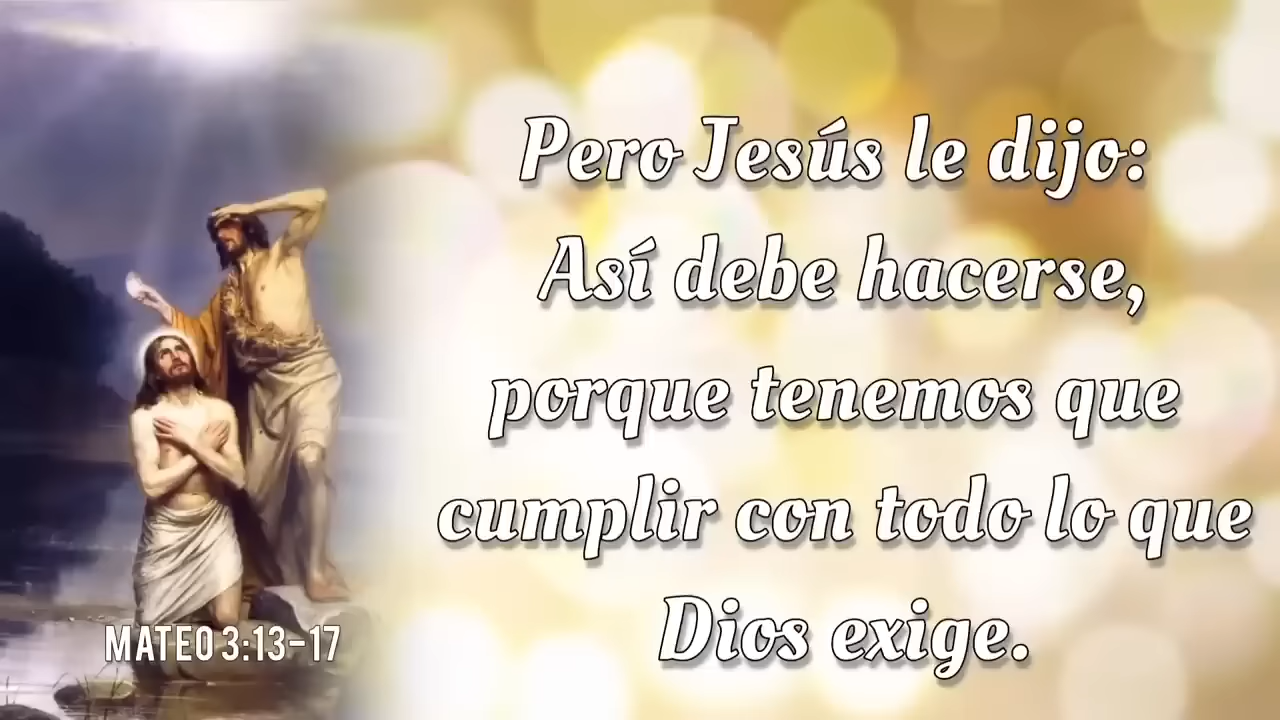 Pero Jesús le dijo:
Así debe hacerse,
porque tenemos que
cumplir con todo lo que
Dios exige.
MATEO 3:13-17